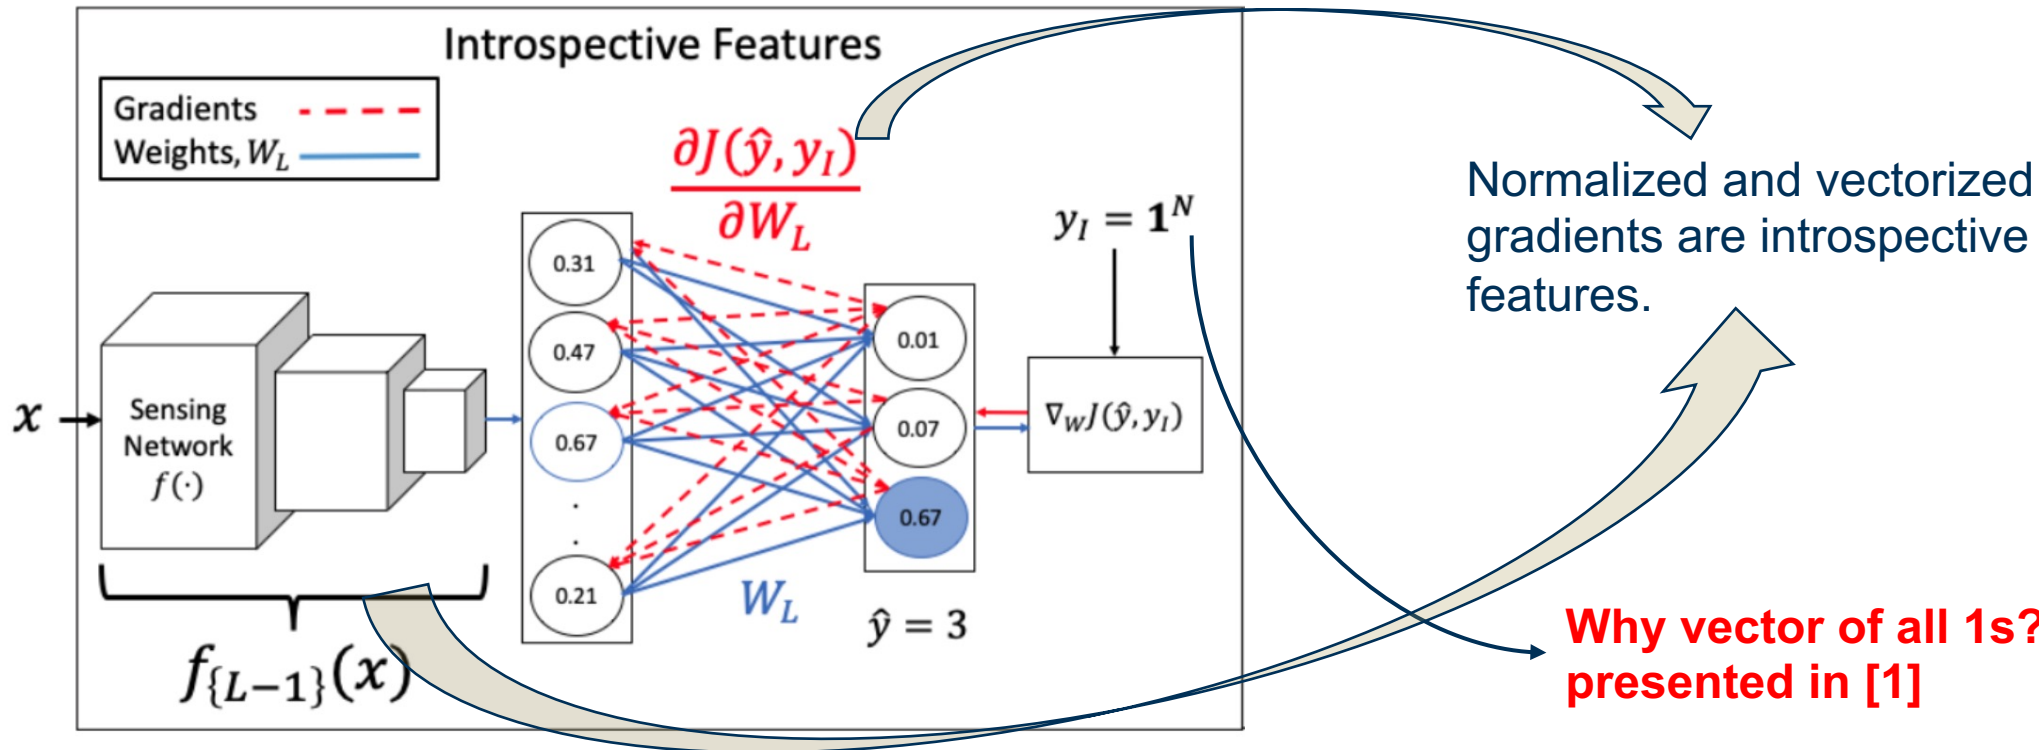 Introspective Features
Gradients
Weights, W_L
∂J(ŷ, y_I)
∂W_L
y_I = 1^N
x
Sensing
Network
f(·)
0.31
0.47
0.67
.
.
0.21
0.01
0.07
0.67
∇_W J(ŷ, y_I)
W_L
ŷ = 3
f_{L−1}(x)
Normalized and vectorized
gradients are introspective
features.
Why vector of all 1s?
presented in [1]